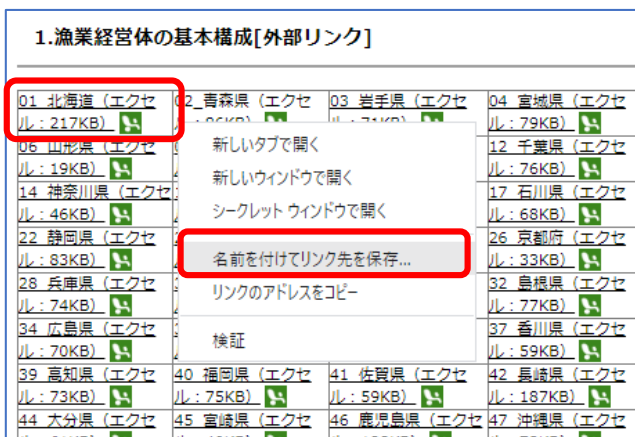 1.漁業経営体の基本構成[外部リンク]
01 北海道（エクセ
ル：217KB）
02_青森県（エクセ
03 岩手県（エクセ
04 宮城県（エクセ
ル：79KB）
06 山形県（エクセ
ル：19KB）
12 千葉県（エクセ
ル：76KB）
14 神奈川県（エクセ
ル：46KB）
17 石川県（エクセ
ル：68KB）
22 静岡県（エクセ
ル：83KB）
26 京都府（エクセ
ル：33KB）
28 兵庫県（エクセ
ル：74KB）
32 島根県（エクセ
ル：77KB）
34 広島県（エクセ
ル：70KB）
37 香川県（エクセ
ル：59KB）
39 高知県（エクセ
ル：73KB）
40 福岡県（エクセ
ル：75KB）
41 佐賀県（エクセ
ル：59KB）
42 長崎県（エクセ
ル：187KB）
44 大分県（エクセ
45 宮崎県（エクセ
46 鹿児島県（エクセ
47 沖縄県（エクセ
新しいタブで開く
新しいウィンドウで開く
シークレット ウィンドウで開く
名前を付けてリンク先を保存...
リンクのアドレスをコピー
検証